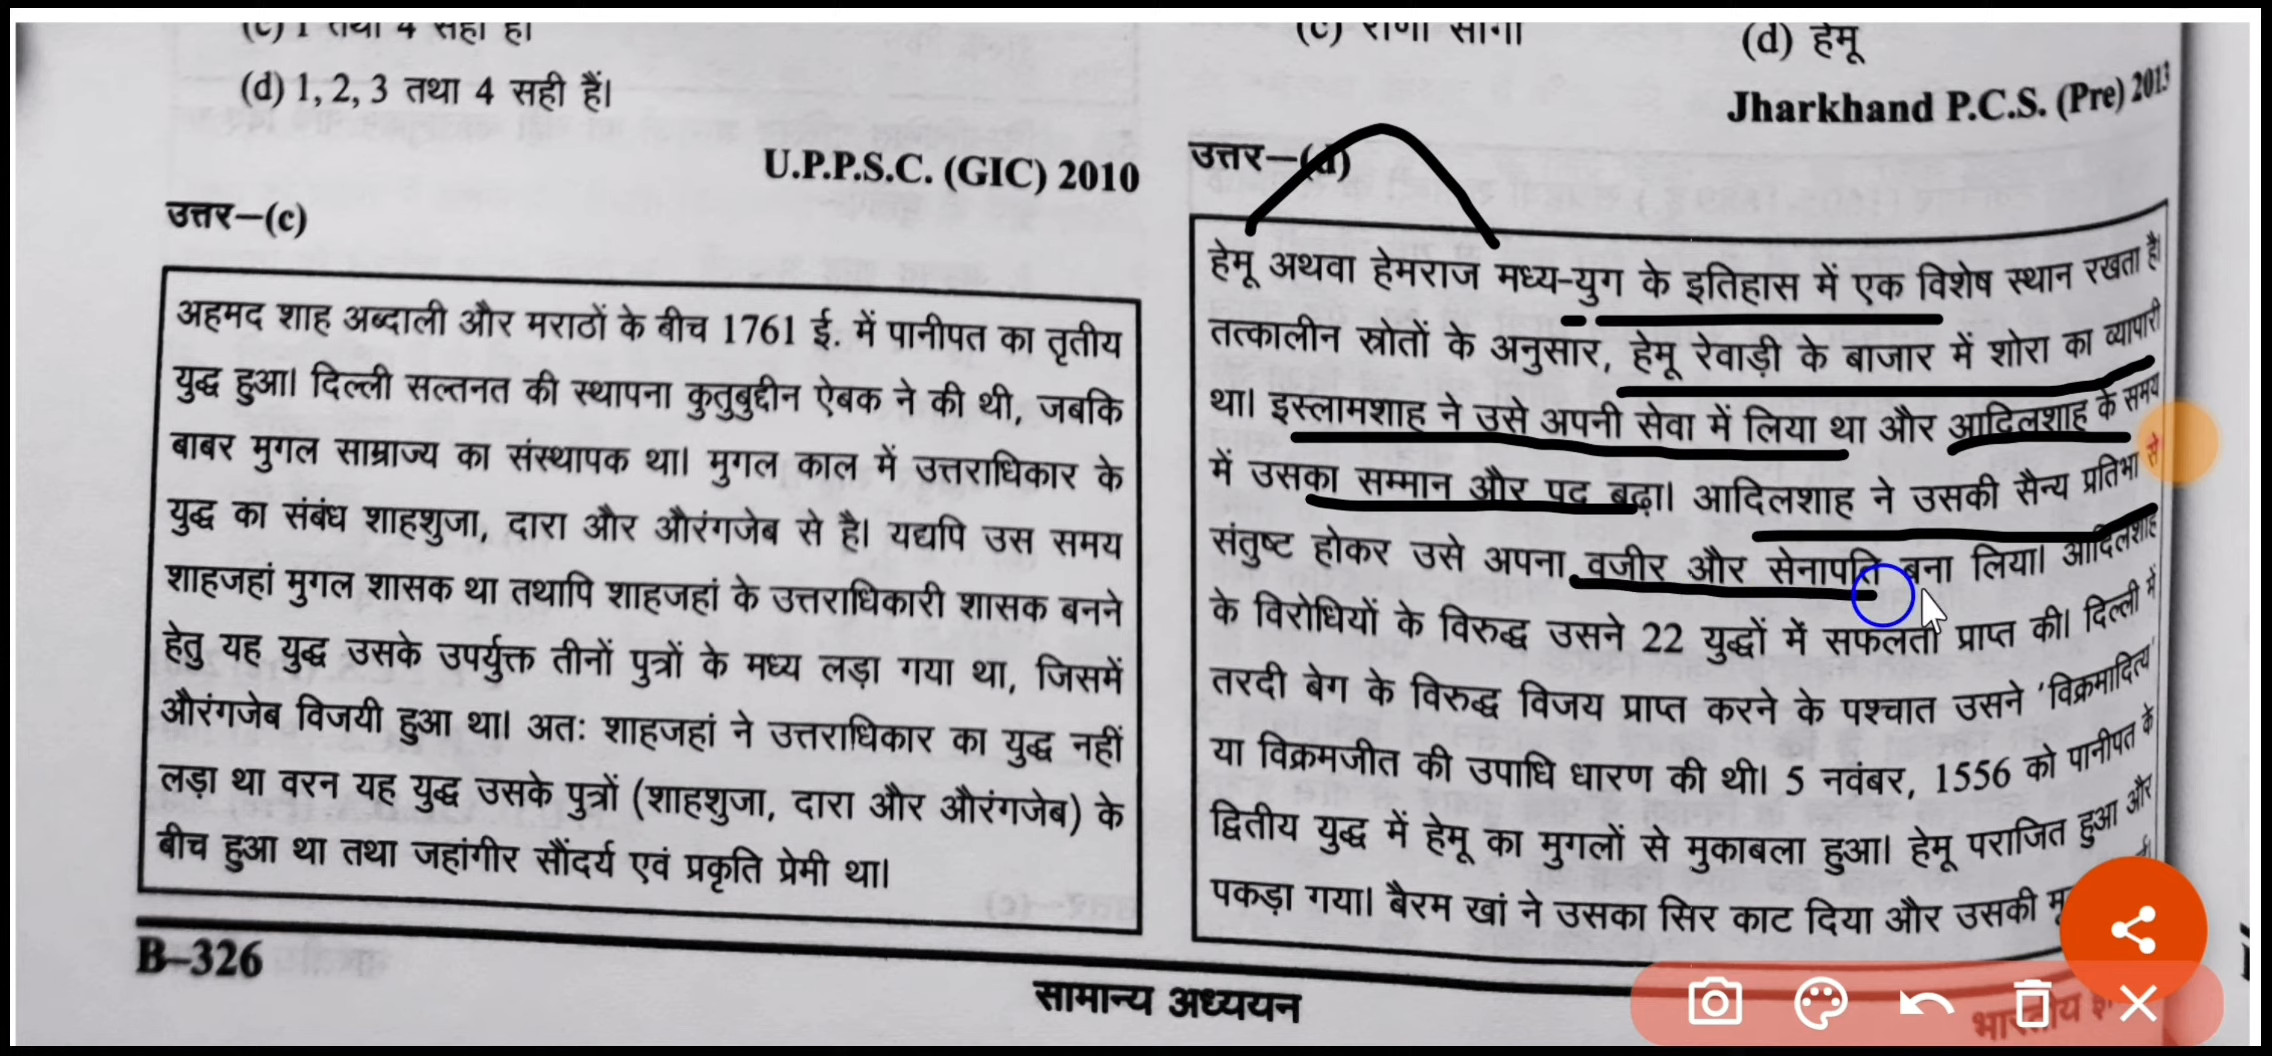 (c) 1 तथा 4 सही हैं।
(d) 1, 2, 3 तथा 4 सही हैं।
U.P.P.S.C. (GIC) 2010
उत्तर–(c)
अहमद शाह अब्दाली और मराठों के बीच 1761 ई. में पानीपत का तृतीय
युद्ध हुआ। दिल्ली सल्तनत की स्थापना कुतुबुद्दीन ऐबक ने की थी, जबकि
बाबर मुगल साम्राज्य का संस्थापक था। मुगल काल में उत्तराधिकार के
युद्ध का संबंध शाहशुजा, दारा और औरंगजेब से है। यद्यपि उस समय
शाहजहां मुगल शासक था तथापि शाहजहां के उत्तराधिकारी शासक बनने
हेतु यह युद्ध उसके उपर्युक्त तीनों पुत्रों के मध्य लड़ा गया था, जिसमें
औरंगजेब विजयी हुआ था। अतः शाहजहां ने उत्तराधिकार का युद्ध नहीं
लड़ा था वरन यह युद्ध उसके पुत्रों (शाहशुजा, दारा और औरंगजेब) के
बीच हुआ था तथा जहांगीर सौंदर्य एवं प्रकृति प्रेमी था।
(c) राणा सांगा
(d) हेमू
Jharkhand P.C.S. (Pre) 2013
उत्तर–(d)
हेमू अथवा हेमराज मध्य-युग के इतिहास में एक विशेष स्थान रखता है।
तत्कालीन स्रोतों के अनुसार, हेमू रेवाड़ी के बाजार में शोरा का व्यापारी
था। इस्लामशाह ने उसे अपनी सेवा में लिया था और आदिलशाह के समय
में उसका सम्मान और पद बढ़ा। आदिलशाह ने उसकी सैन्य प्रतिभा से
संतुष्ट होकर उसे अपना वजीर और सेनापति बना लिया। आदिलशाह
के विरोधियों के विरुद्ध उसने 22 युद्धों में सफलता प्राप्त की। दिल्ली में
तरदी बेग के विरुद्ध विजय प्राप्त करने के पश्चात उसने 'विक्रमादित्य'
या विक्रमजीत की उपाधि धारण की थी। 5 नवंबर, 1556 को पानीपत के
द्वितीय युद्ध में हेमू का मुगलों से मुकाबला हुआ। हेमू पराजित हुआ और
पकड़ा गया। बैरम खां ने उसका सिर काट दिया और उसकी
B–326
सामान्य अध्ययन
भारतीय